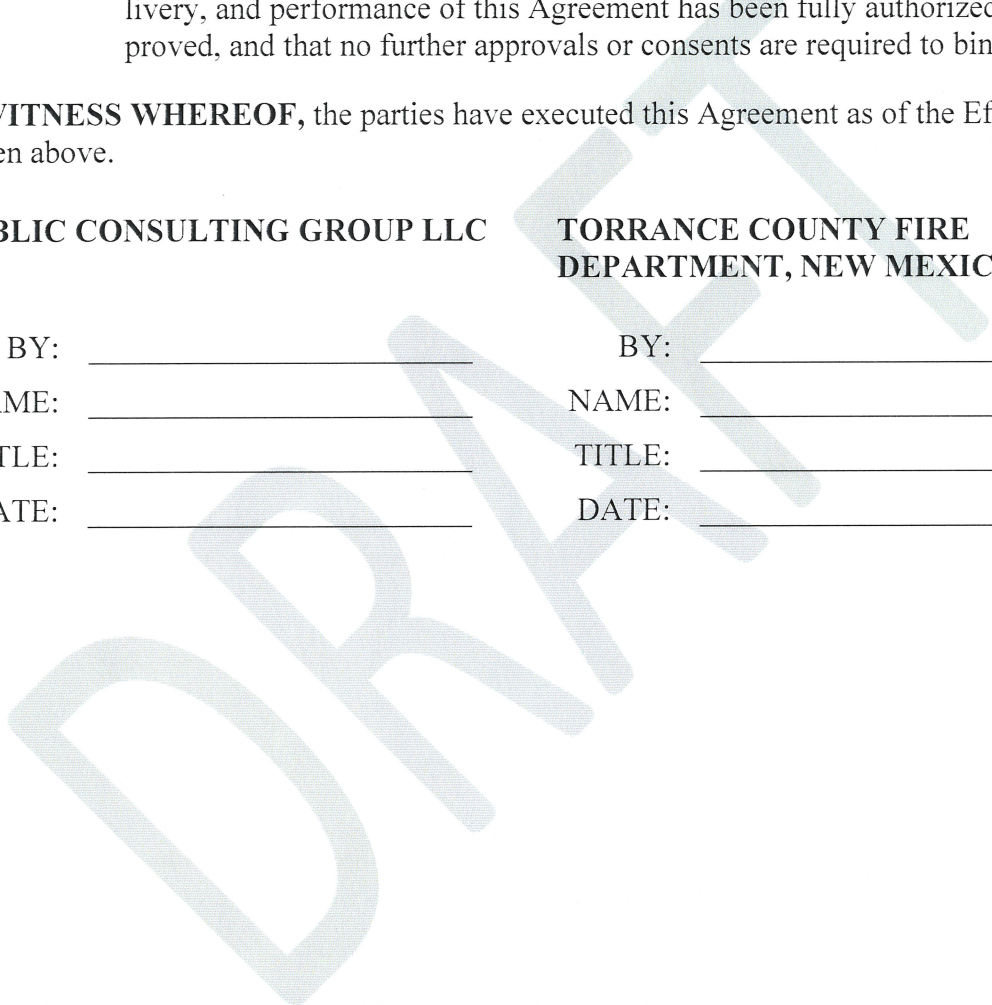 livery, and performance of this Agreement has been fully authorized
proved, and that no further approvals or consents are required to bin
VITNESS WHEREOF, the parties have executed this Agreement as of the Ef
en above.
BLIC CONSULTING GROUP LLC
TORRANCE COUNTY FIRE
DEPARTMENT, NEW MEXIC
BY:
AME:
TLE:
ATE:
BY:
NAME:
TITLE:
DATE:
DRAFT